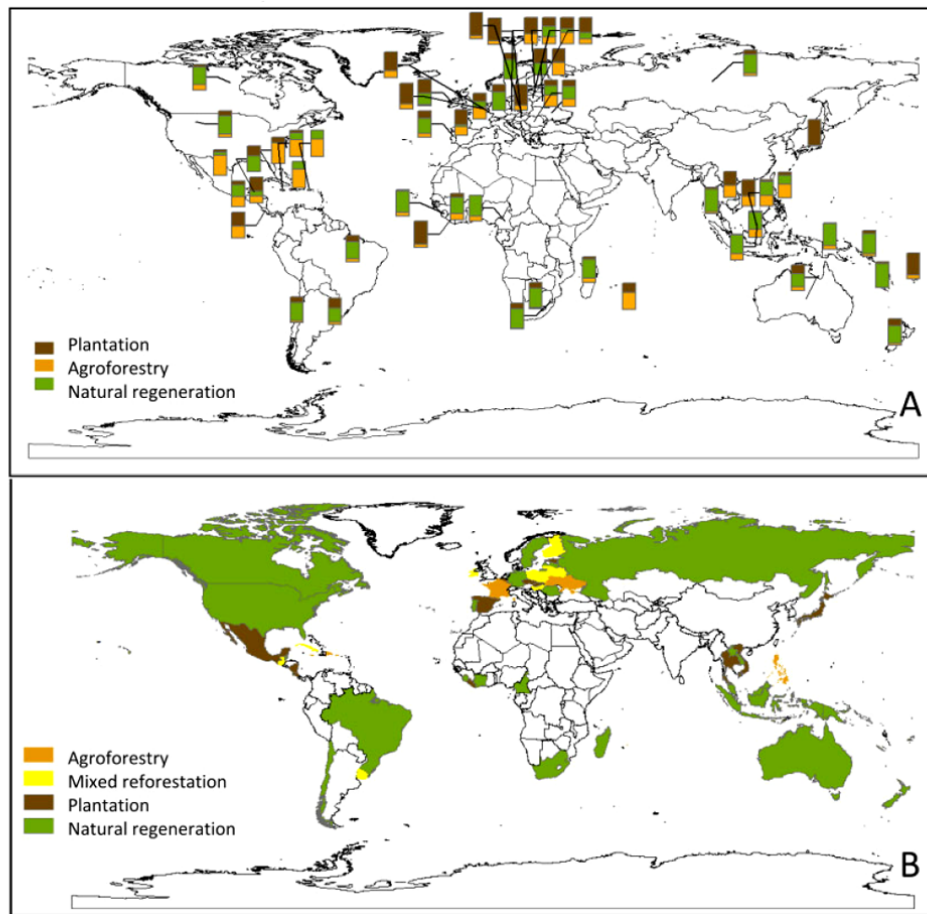 Plantation
Agroforestry
Natural regeneration
A
Agroforestry
Mixed reforestation
Plantation
Natural regeneration
B